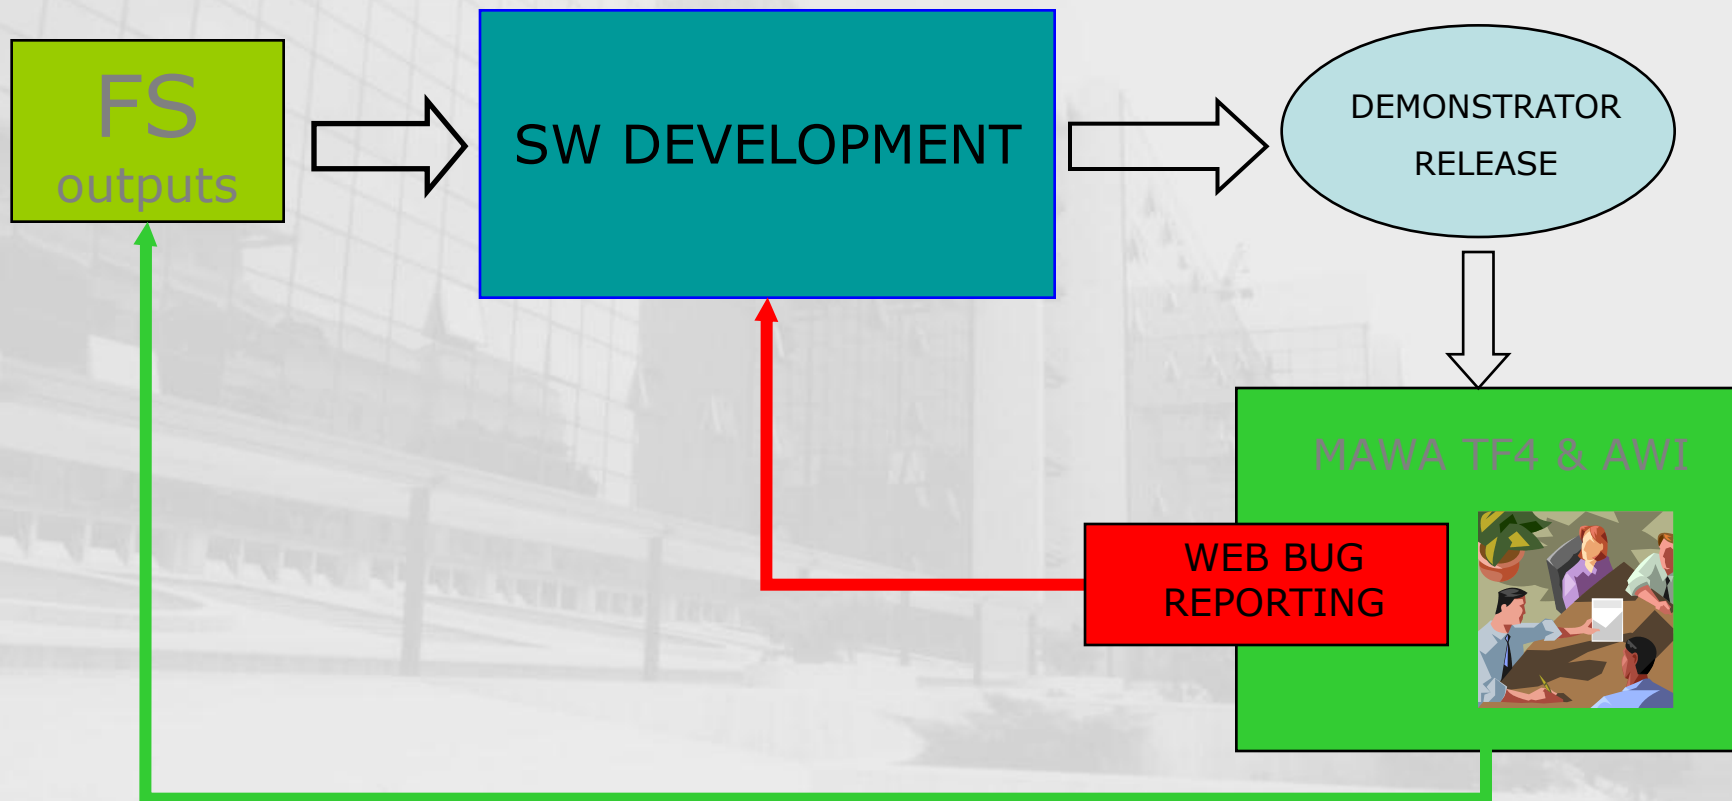 FS
outputs
SW DEVELOPMENT
DEMONSTRATOR
RELEASE
MAWA TF4 & AWI
WEB BUG
REPORTING